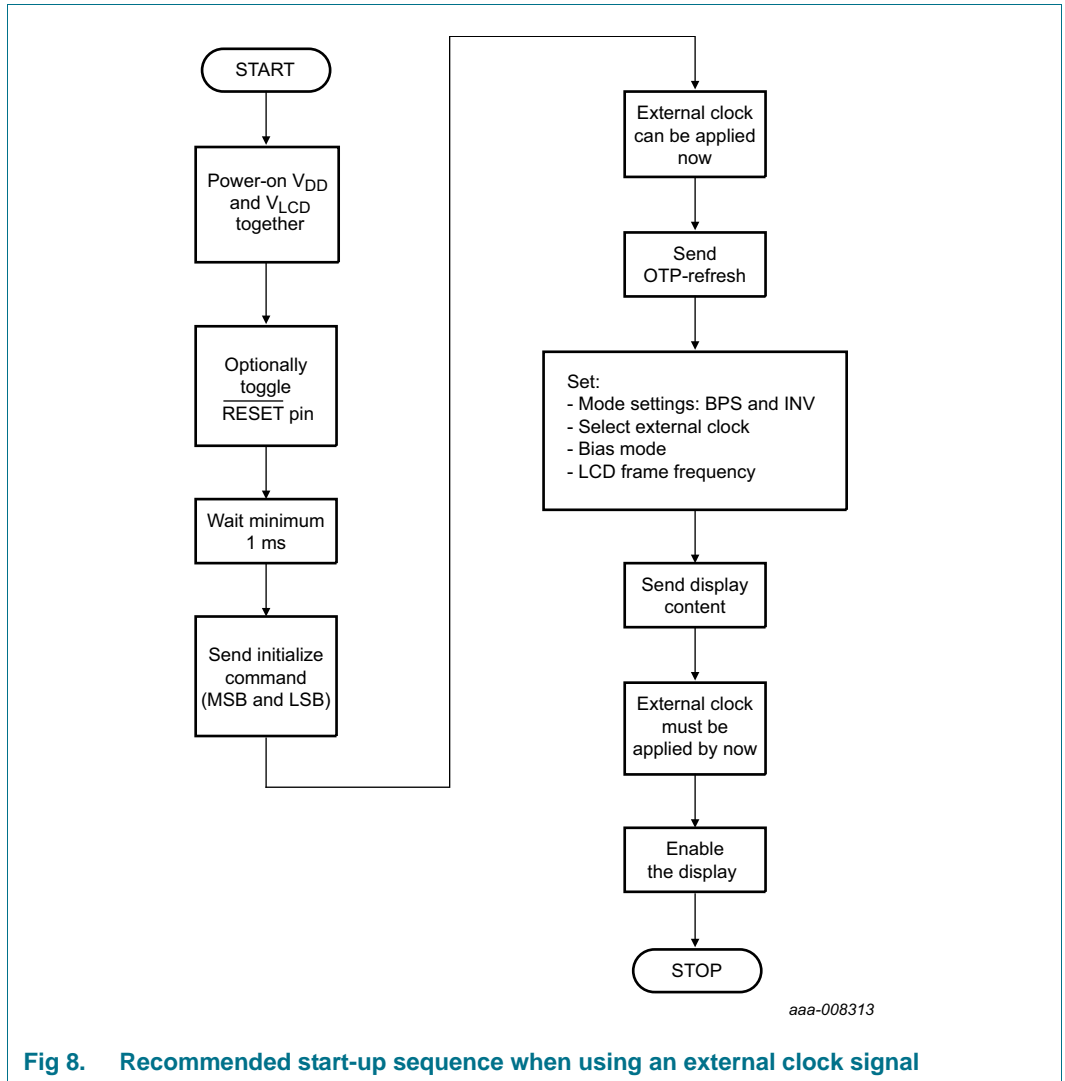 START
Power-on VDD
and VLCD
together
Optionally
toggle
RESET pin
Wait minimum
1 ms
Send initialize
command
(MSB and LSB)
External clock
can be applied
now
Send
OTP-refresh
Set:
- Mode settings: BPS and INV
- Select external clock
- Bias mode
- LCD frame frequency
Send display
content
External clock
must be
applied by now
Enable
the display
STOP
aaa-008313
Fig 8. Recommended start-up sequence when using an external clock signal